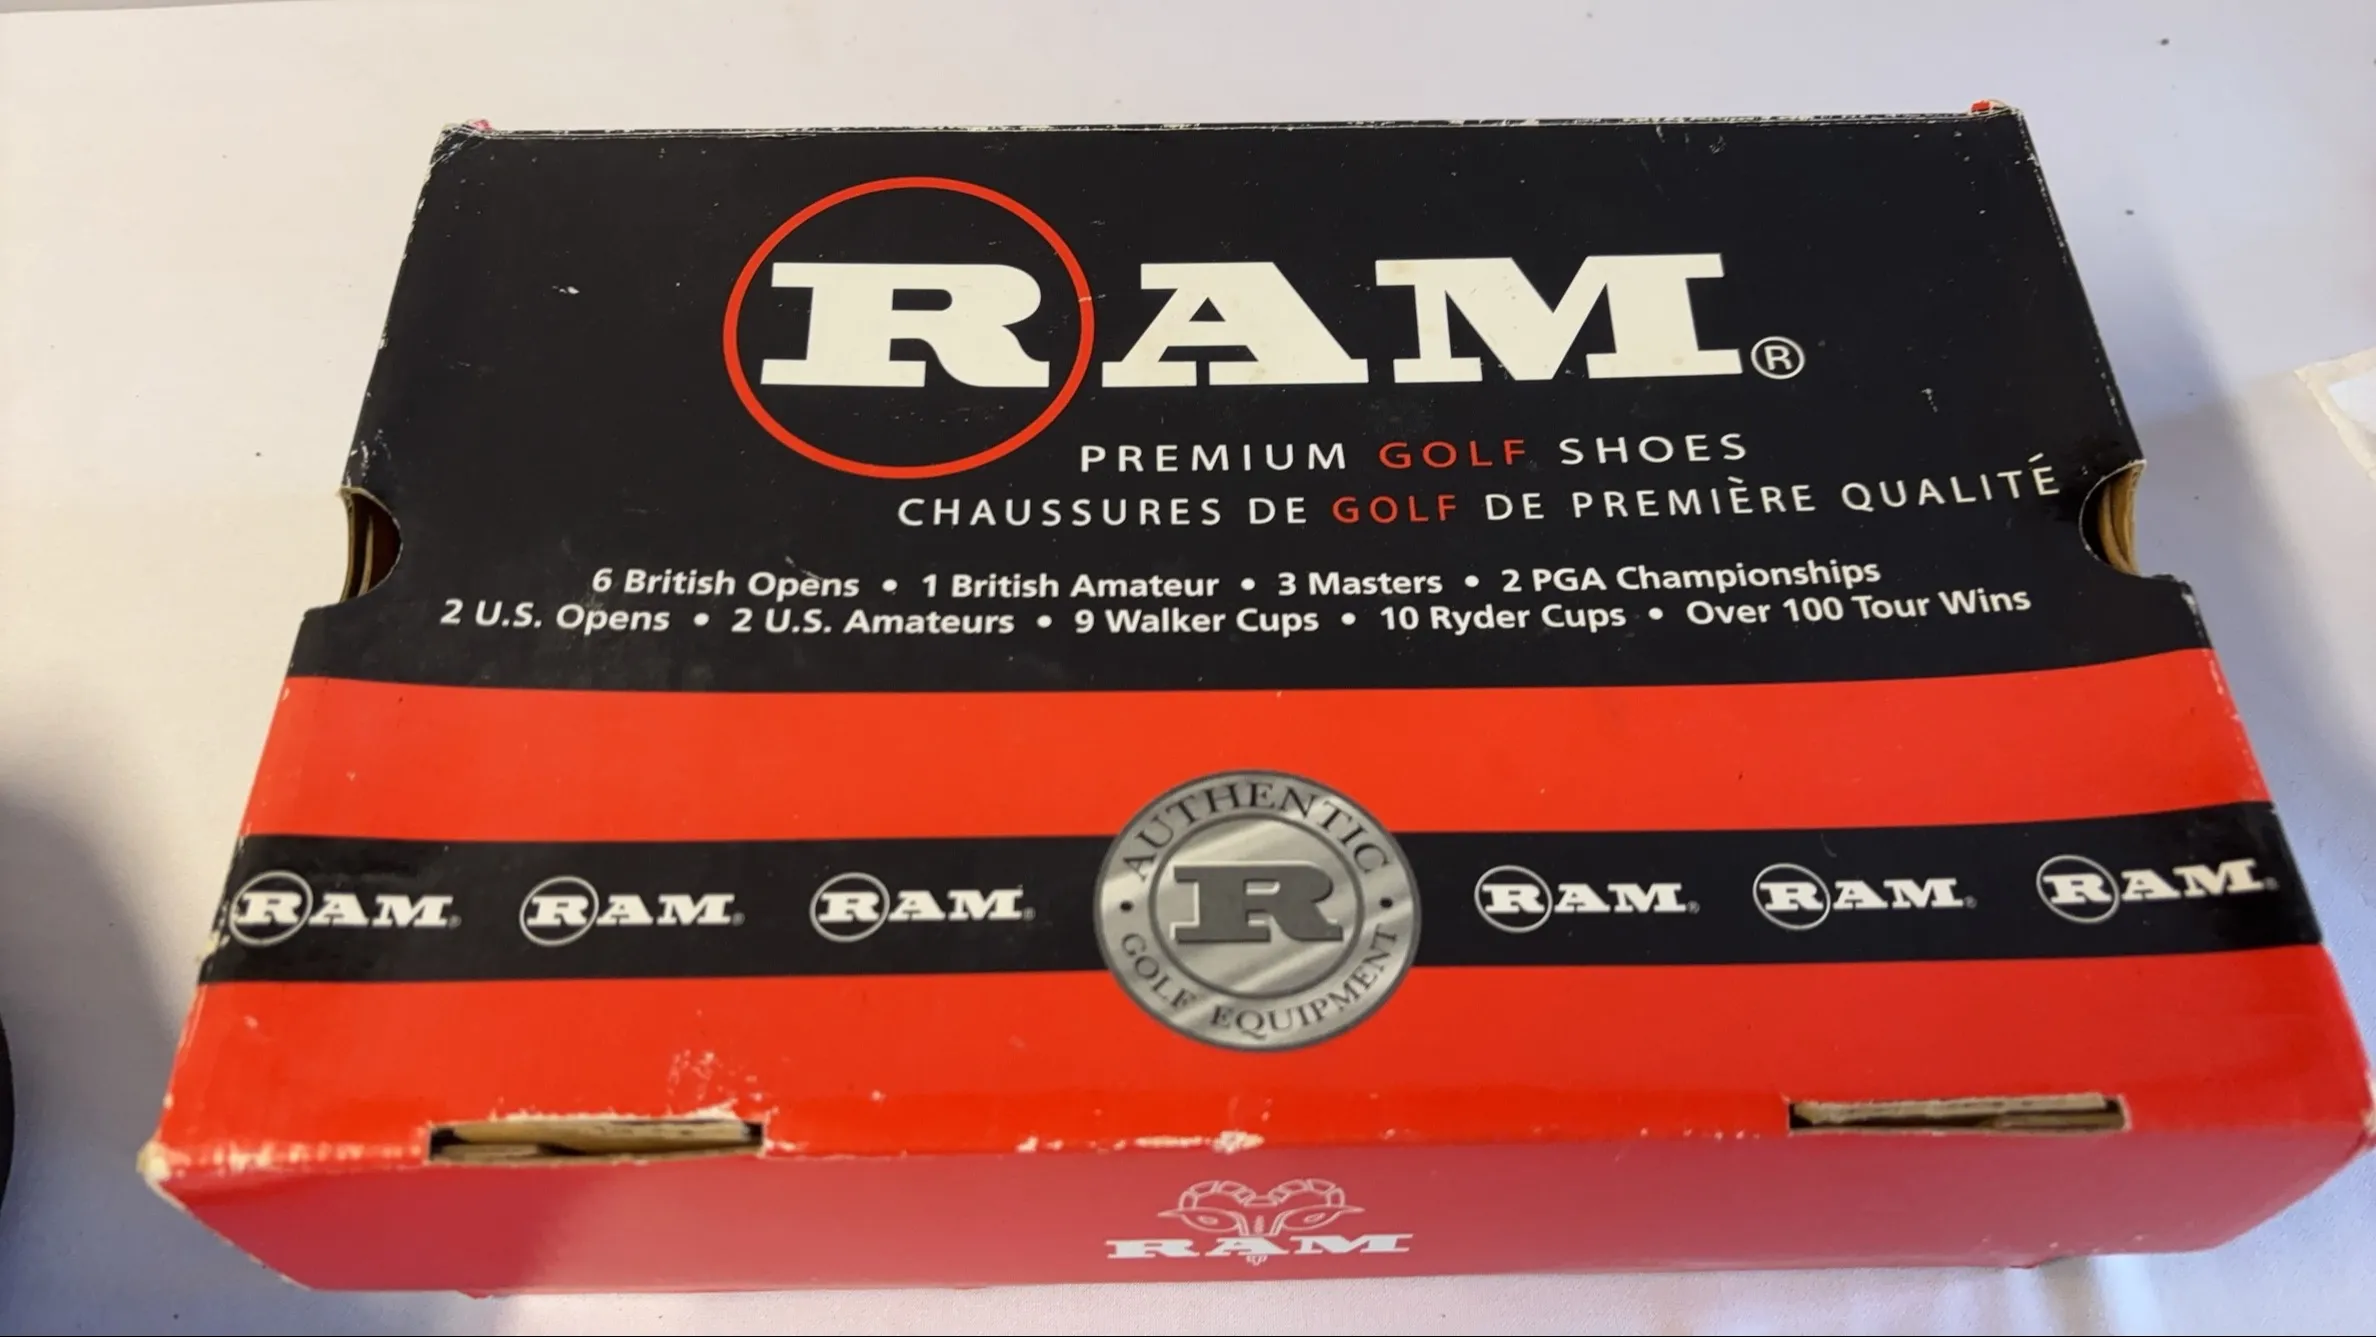 RAM®
PREMIUM GOLF SHOES
CHAUSSURES DE GOLF DE PREMIÈRE QUALITÉ
6 British Opens • 1 British Amateur • 3 Masters • 2 PGA Championships
2 U.S. Opens • 2 U.S. Amateurs • 9 Walker Cups • 10 Ryder Cups • Over 100 Tour Wins
AUTHENTIC
RAM® RAM® RAM® R RAM® RAM® RAM®
• GOLF EQUIPMENT •
RAM